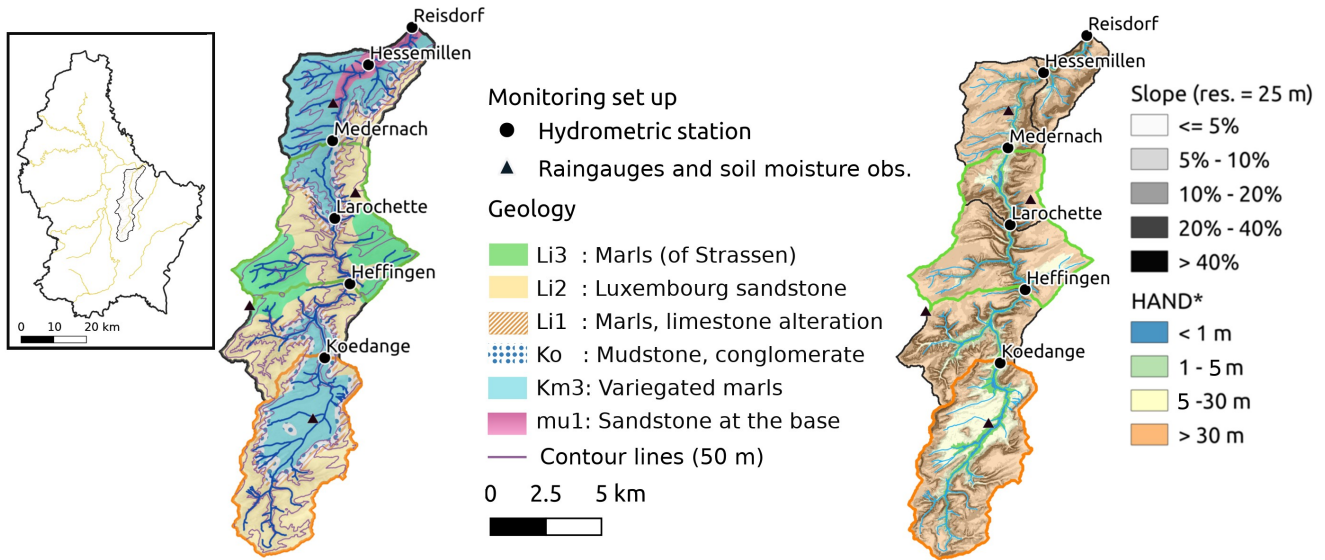 0 10 20 km
Reisdorf
Hessemillen
Medernach
Larochette
Heffingen
Koedange
Monitoring set up
Hydrometric station
Raingauges and soil moisture obs.
Geology
Li3 : Marls (of Strassen)
Li2 : Luxembourg sandstone
Li1 : Marls, limestone alteration
Ko : Mudstone, conglomerate
Km3: Variegated marls
mu1: Sandstone at the base
Contour lines (50 m)
0 2.5 5 km
Reisdorf
Hessemillen
Medernach
Larochette
Heffingen
Koedange
Slope (res. = 25 m)
<= 5%
5% - 10%
10% - 20%
20% - 40%
> 40%
HAND*
< 1 m
1 - 5 m
5 -30 m
> 30 m